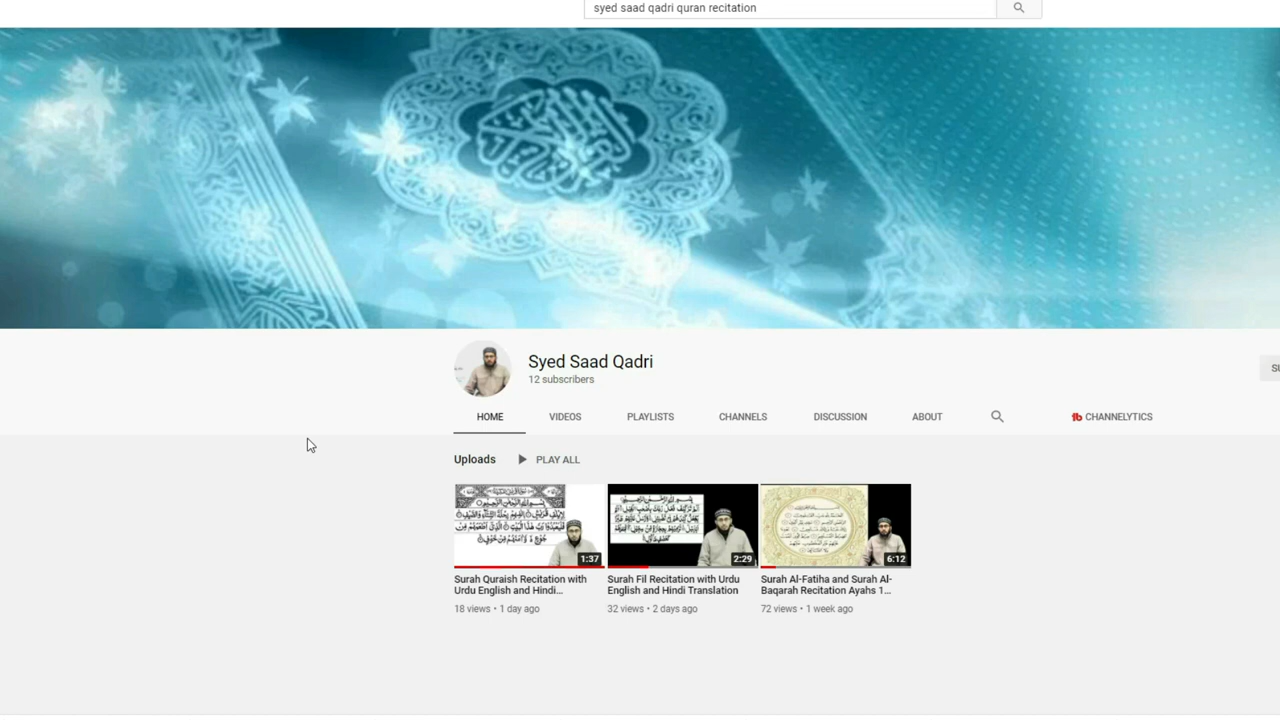 syed saad qadri quran recitation
Syed Saad Qadri
12 subscribers
HOME VIDEOS PLAYLISTS CHANNELS DISCUSSION ABOUT CHANNELYTICS
Uploads PLAY ALL
1:37 2:29 6:12
Surah Quraish Recitation with
Urdu English and Hindi...
18 views • 1 day ago
Surah Fil Recitation with Urdu
English and Hindi Translation
32 views • 2 days ago
Surah Al-Fatiha and Surah Al-
Baqarah Recitation Ayahs 1...
72 views • 1 week ago